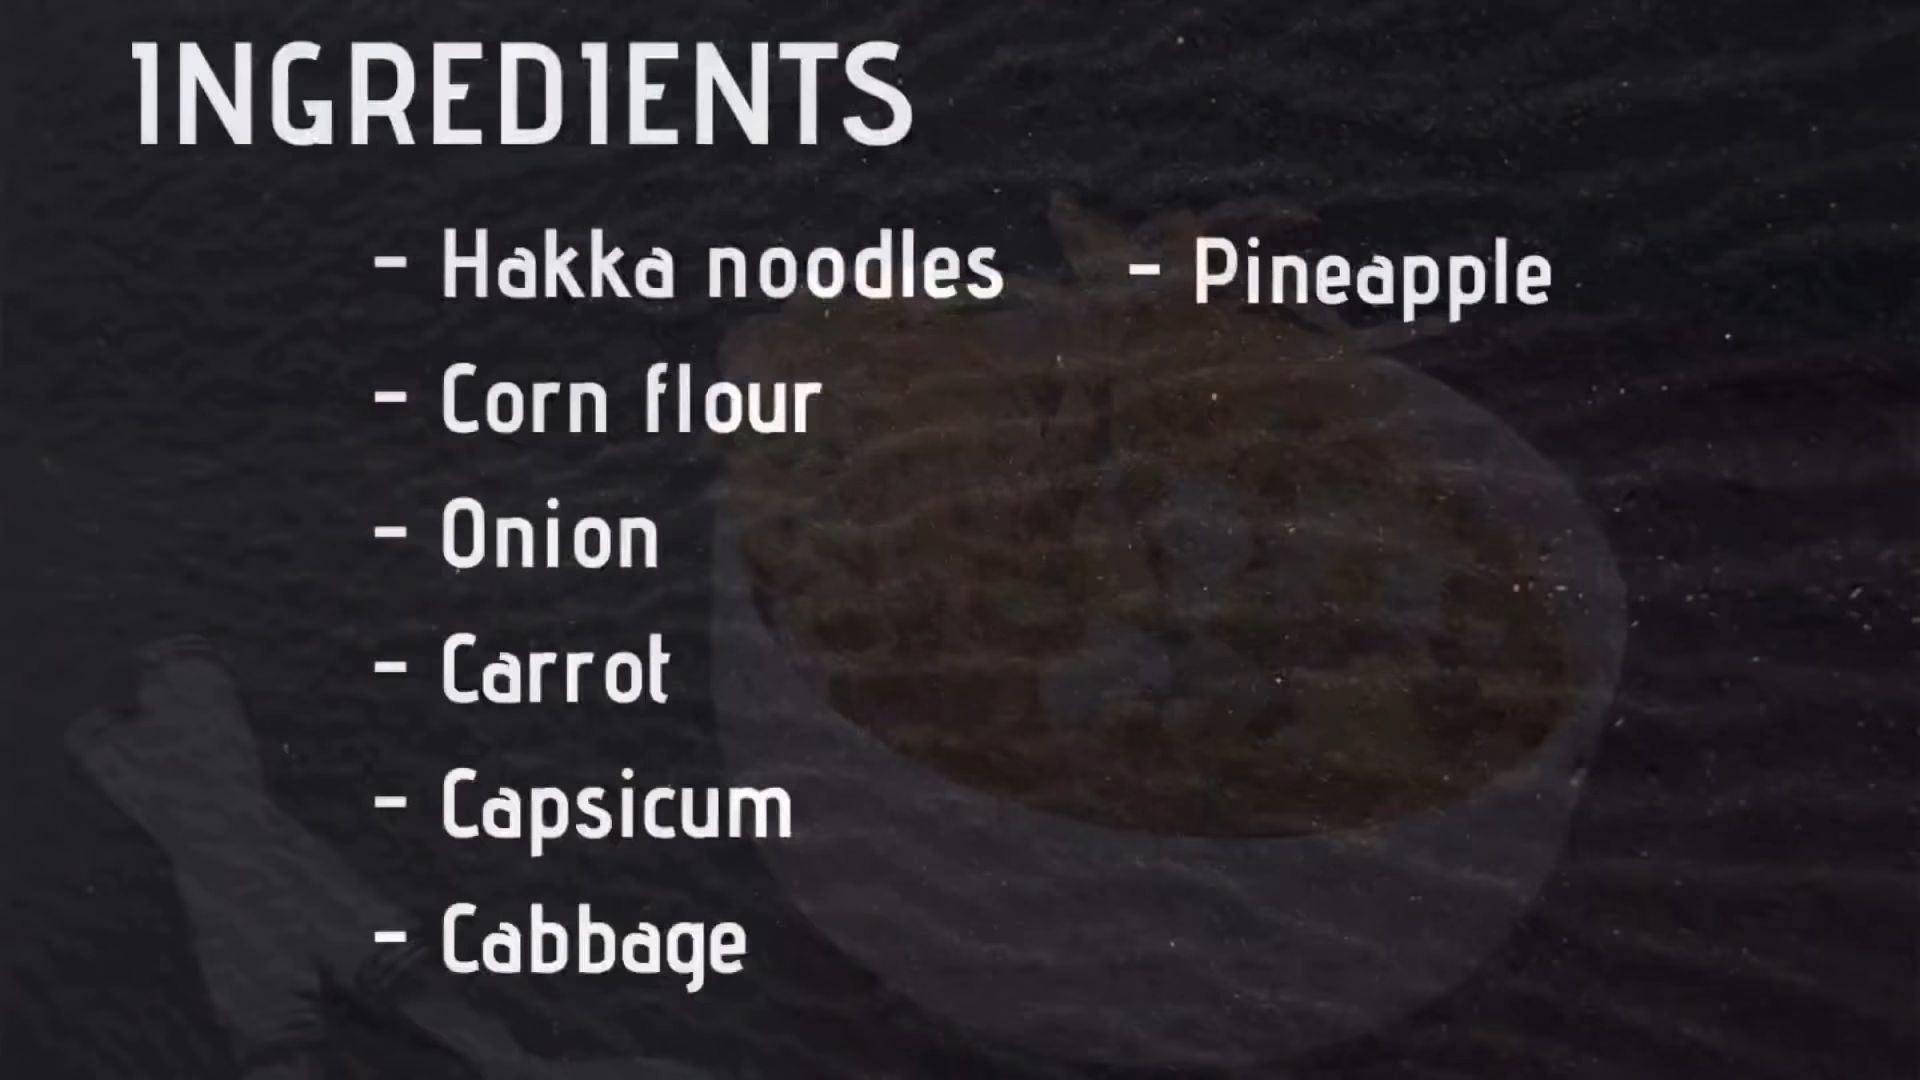 INGREDIENTS
- Hakka noodles
- Corn flour
- Onion
- Carrot
- Capsicum
- Cabbage
- Pineapple